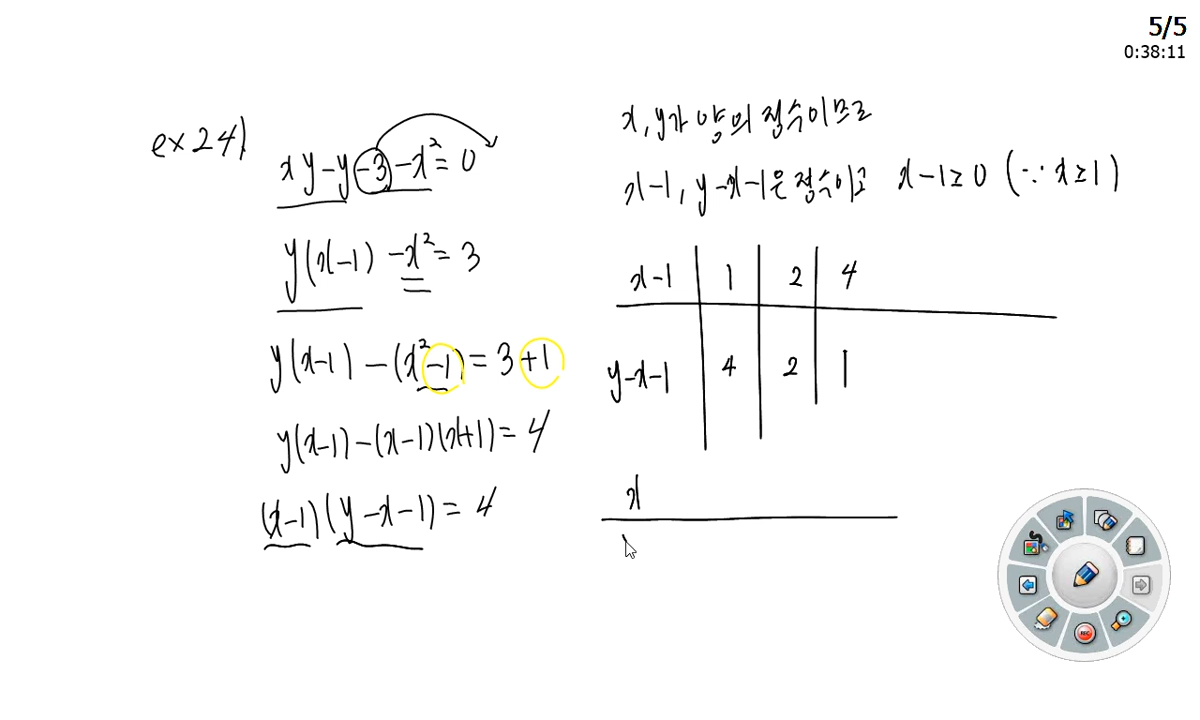 5/5
0:38:11
ex24)
xy-y-3-x²=0
y(x-1)-x²=3
y(x-1)-(x²-1)=3+1
y(x-1)-(x-1)(x+1)=4
(x-1)(y-x-1)=4
x, y가 양의 정수이므로
x-1, y-x-1은 정수이고 x-1≥0 (∵x≥1)
x-1 1 2 4
y-x-1 4 2 1
x
REC